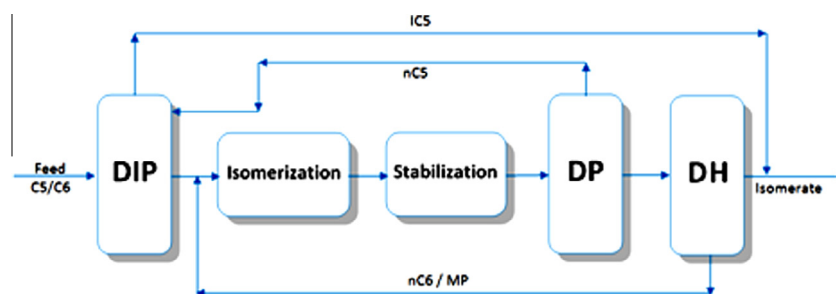 IC5
nC5
Feed
C5/C6
DIP
Isomerization
Stabilization
DP
DH
Isomerate
nC6 / MP